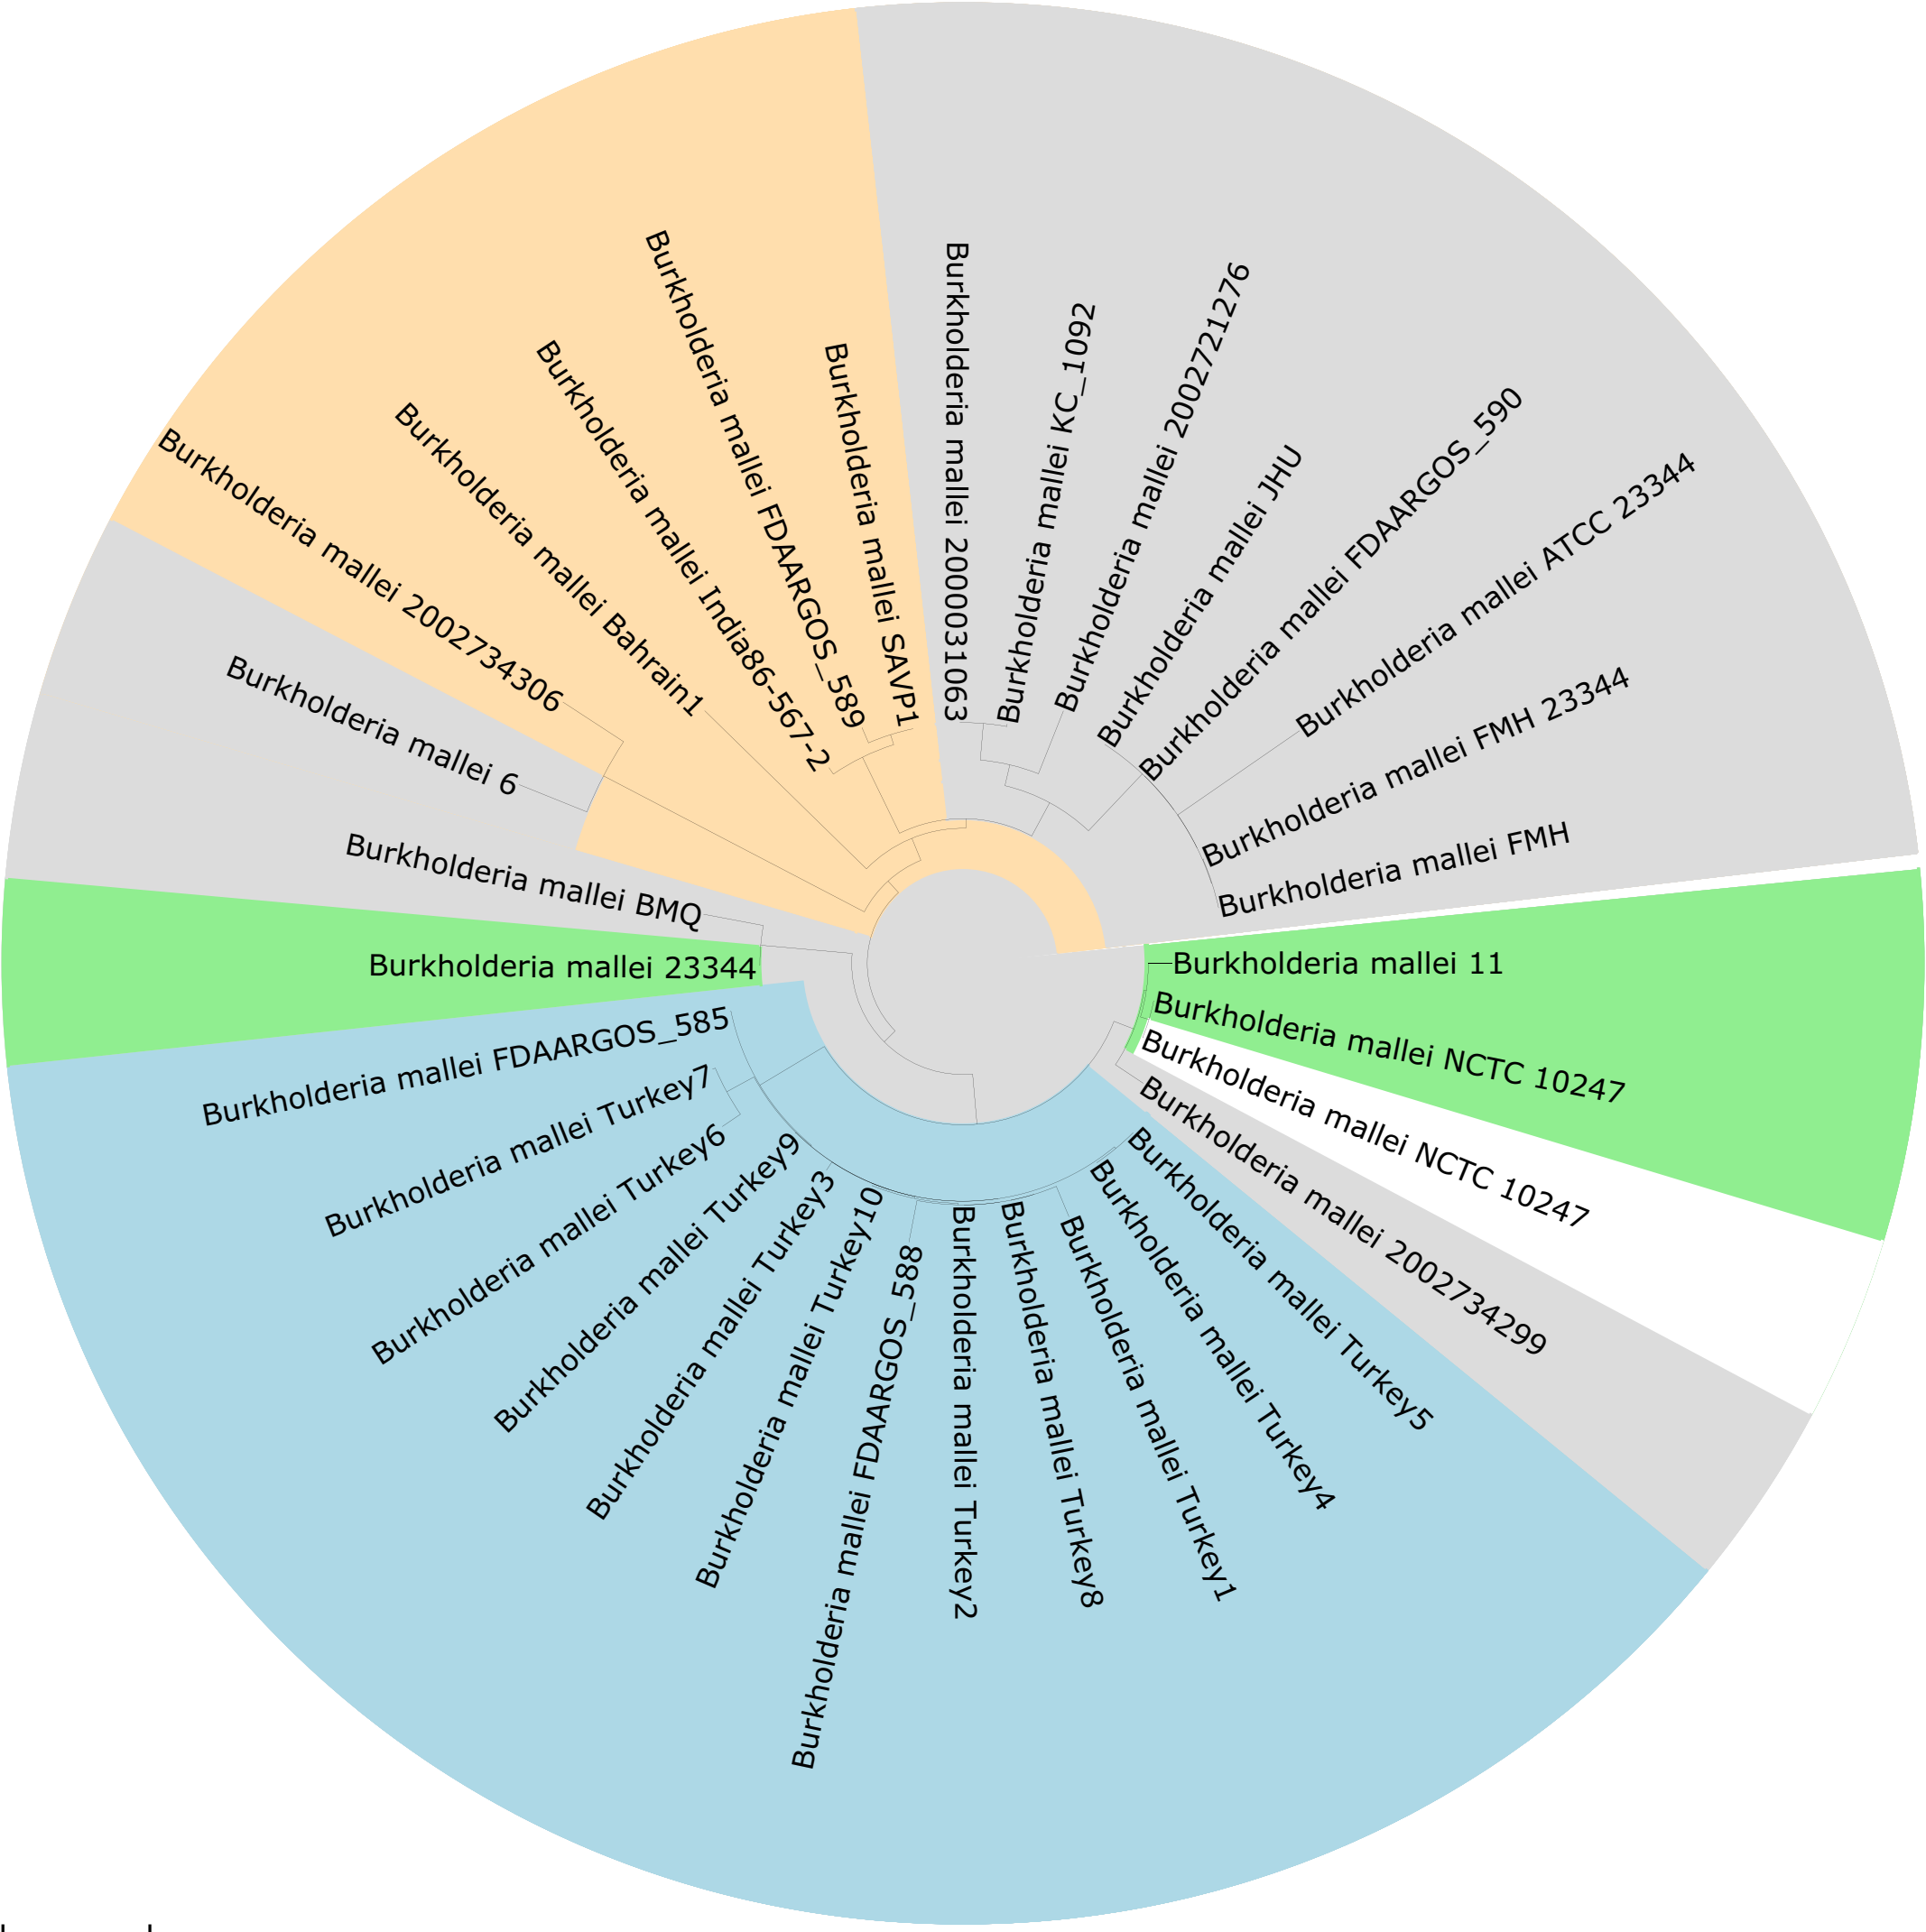 Burkholderia mallei 2000031063
Burkholderia mallei KC_1092
Burkholderia mallei 2002721276
Burkholderia mallei JHU
Burkholderia mallei FDAARGOS_590
Burkholderia mallei ATCC 23344
Burkholderia mallei FMH 23344
Burkholderia mallei FMH
Burkholderia mallei 11
Burkholderia mallei NCTC 10247
Burkholderia mallei NCTC 10247
Burkholderia mallei 2002734299
Burkholderia mallei Turkey5
Burkholderia mallei Turkey4
Burkholderia mallei Turkey1
Burkholderia mallei Turkey8
Burkholderia mallei Turkey2
Burkholderia mallei FDAARGOS_588
Burkholderia mallei Turkey10
Burkholderia mallei Turkey3
Burkholderia mallei Turkey9
Burkholderia mallei Turkey6
Burkholderia mallei Turkey7
Burkholderia mallei FDAARGOS_585
Burkholderia mallei 23344
Burkholderia mallei BMQ
Burkholderia mallei 6
Burkholderia mallei 2002734306
Burkholderia mallei Bahrain1
Burkholderia mallei India86-567-2
Burkholderia mallei FDAARGOS_589
Burkholderia mallei SAVP1